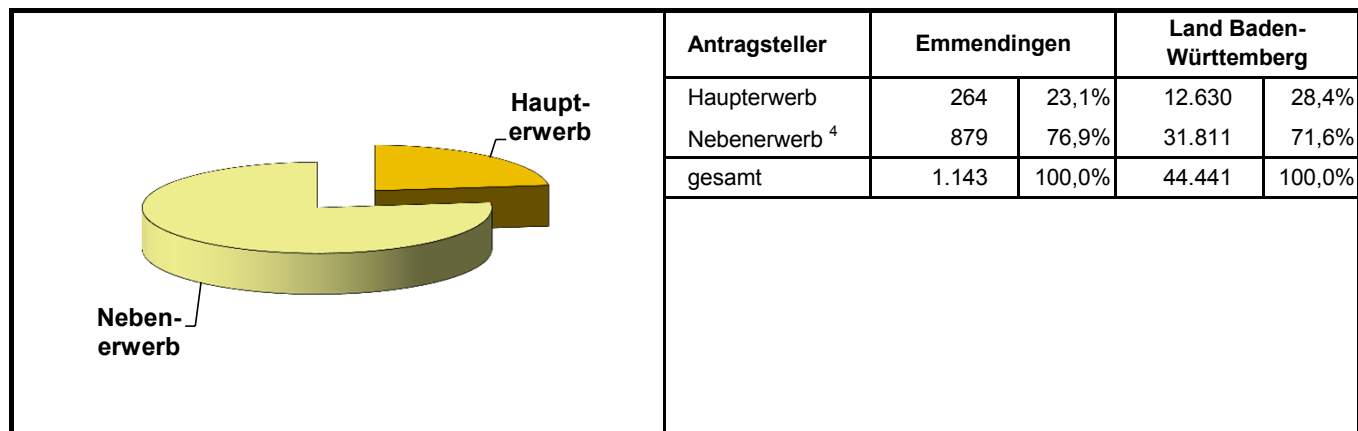 Haupt-
erwerb
Neben-
erwerb
Antragsteller Emmendingen Land Baden-
Württemberg
Haupterwerb 264 23,1% 12.630 28,4%
Nebenerwerb 4 879 76,9% 31.811 71,6%
gesamt 1.143 100,0% 44.441 100,0%